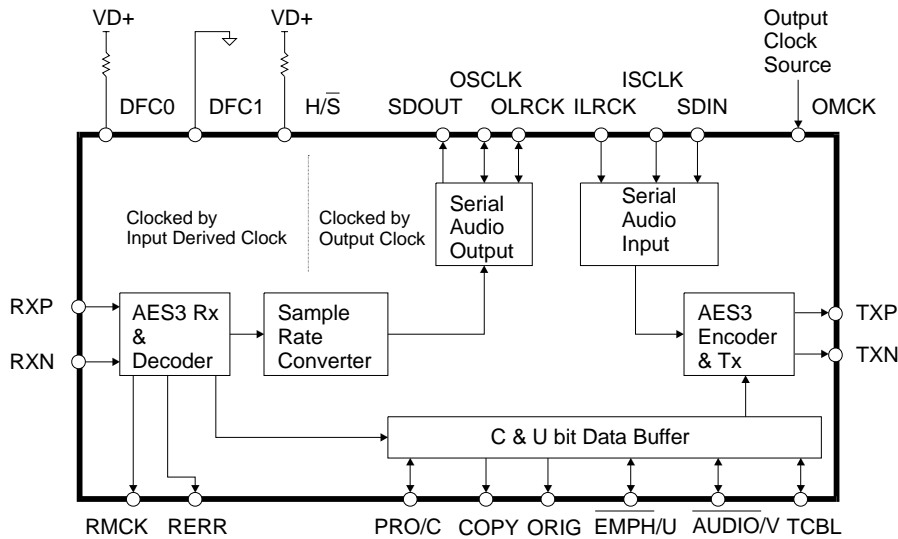 VD+
VD+
Output
Clock
Source
DFC0
DFC1
H/S̅
SDOUT
OSCLK
OLRCK
ILRCK
ISCLK
SDIN
OMCK
Clocked by
Input Derived Clock
Clocked by
Output Clock
Serial
Audio
Output
Serial
Audio
Input
RXP
RXN
AES3 Rx
&
Decoder
Sample
Rate
Converter
AES3
Encoder
& Tx
TXP
TXN
C & U bit Data Buffer
RMCK
RERR
PRO/C
COPY
ORIG
E̅M̅P̅H̅/U
A̅U̅D̅I̅O̅/V
TCBL